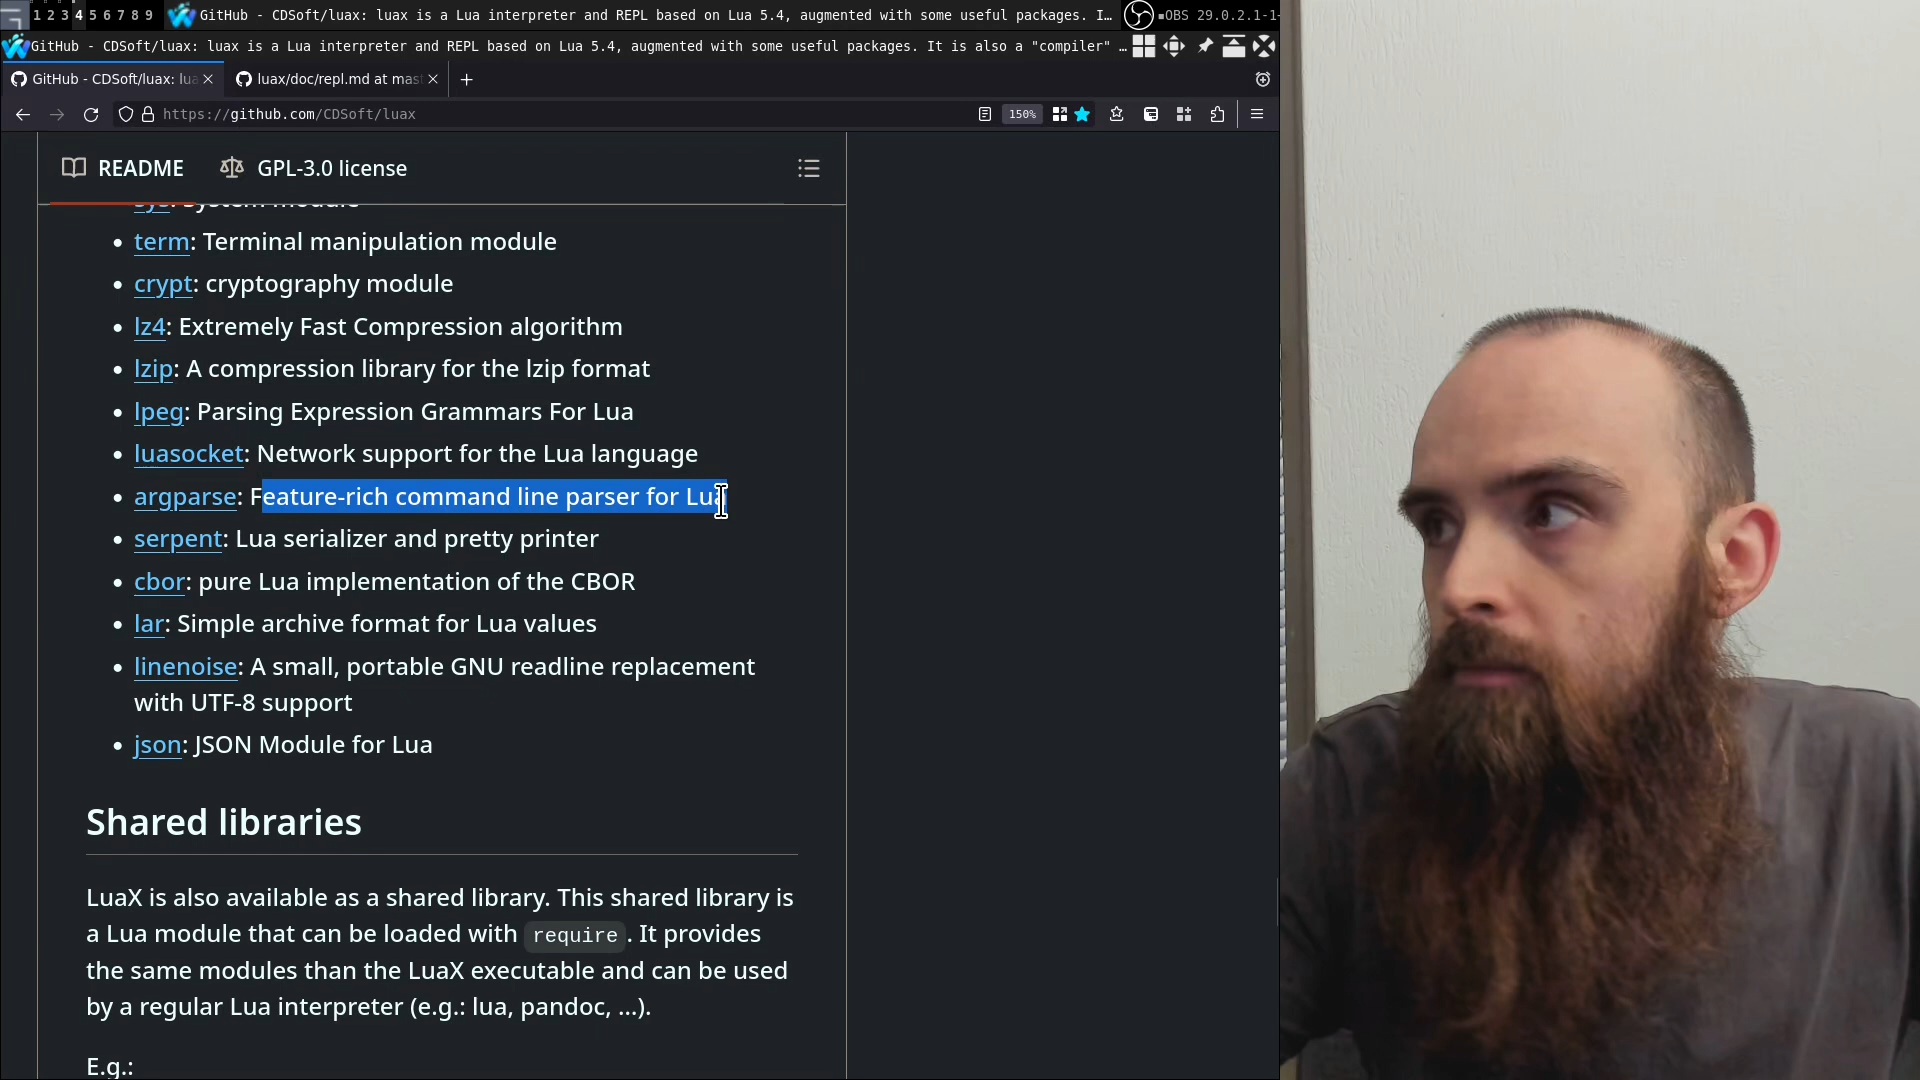 1 2 3 4 5 6 7 8 9 GitHub - CDSoft/luax: luax is a Lua interpreter and REPL based on Lua 5.4, augmented with some useful packages. I… OBS 29.0.2.1-1-
GitHub - CDSoft/luax: luax is a Lua interpreter and REPL based on Lua 5.4, augmented with some useful packages. It is also a "compiler" …
GitHub - CDSoft/luax: lua luax/doc/repl.md at mas
https://github.com/CDSoft/luax 150%
README GPL-3.0 license
sys: System module
term: Terminal manipulation module
crypt: cryptography module
lz4: Extremely Fast Compression algorithm
lzip: A compression library for the lzip format
lpeg: Parsing Expression Grammars For Lua
luasocket: Network support for the Lua language
argparse: Feature-rich command line parser for Lua
serpent: Lua serializer and pretty printer
cbor: pure Lua implementation of the CBOR
lar: Simple archive format for Lua values
linenoise: A small, portable GNU readline replacement
with UTF-8 support
json: JSON Module for Lua
Shared libraries
LuaX is also available as a shared library. This shared library is
a Lua module that can be loaded with require. It provides
the same modules than the LuaX executable and can be used
by a regular Lua interpreter (e.g.: lua, pandoc, …).
E.g.: